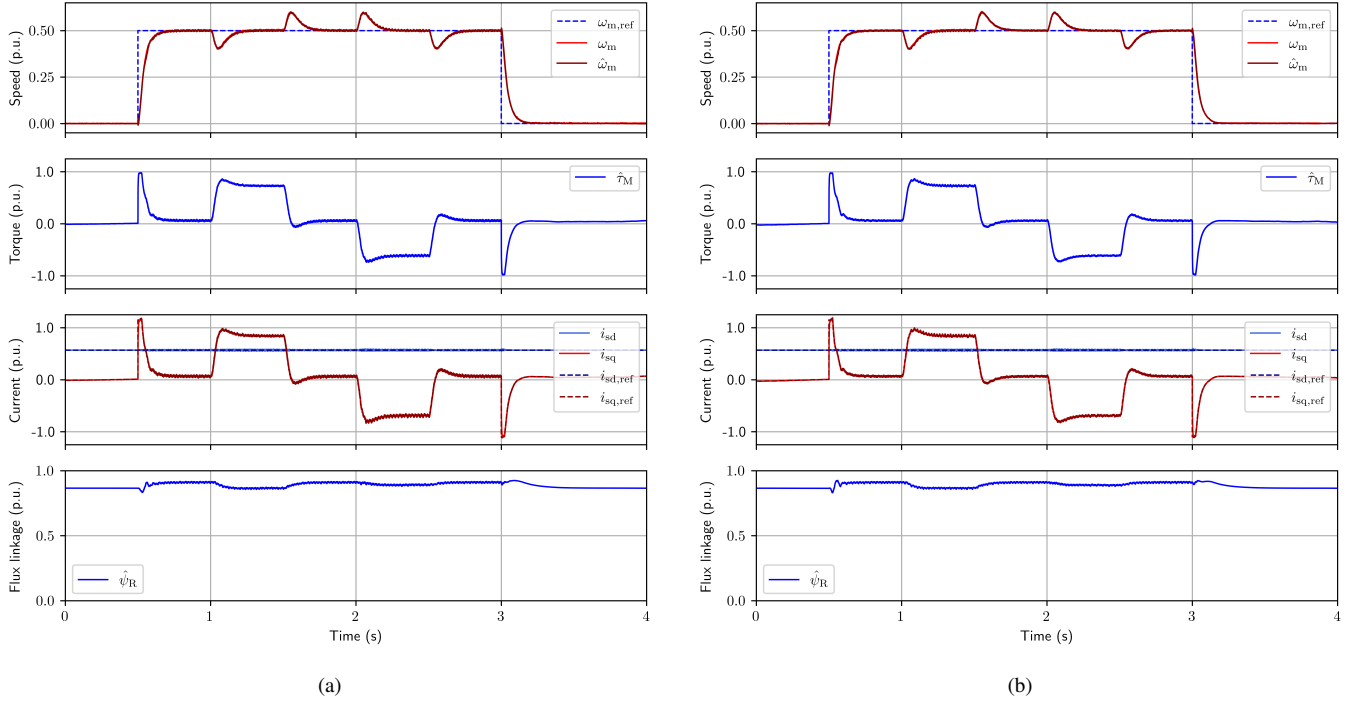 Speed (p.u.)
0.50
0.25
0.00
ω_m,ref
ω_m
ω̂_m
Torque (p.u.)
1.0
0.0
-1.0
τ̂_M
Current (p.u.)
1.0
0.0
-1.0
i_sd
i_sq
i_sd,ref
i_sq,ref
Flux linkage (p.u.)
1.0
0.5
0.0
ψ̂_R
0 1 2 3 4
Time (s)
(a)
Speed (p.u.)
0.50
0.25
0.00
ω_m,ref
ω_m
ω̂_m
Torque (p.u.)
1.0
0.0
-1.0
τ̂_M
Current (p.u.)
1.0
0.0
-1.0
i_sd
i_sq
i_sd,ref
i_sq,ref
Flux linkage (p.u.)
1.0
0.5
0.0
ψ̂_R
0 1 2 3 4
Time (s)
(b)